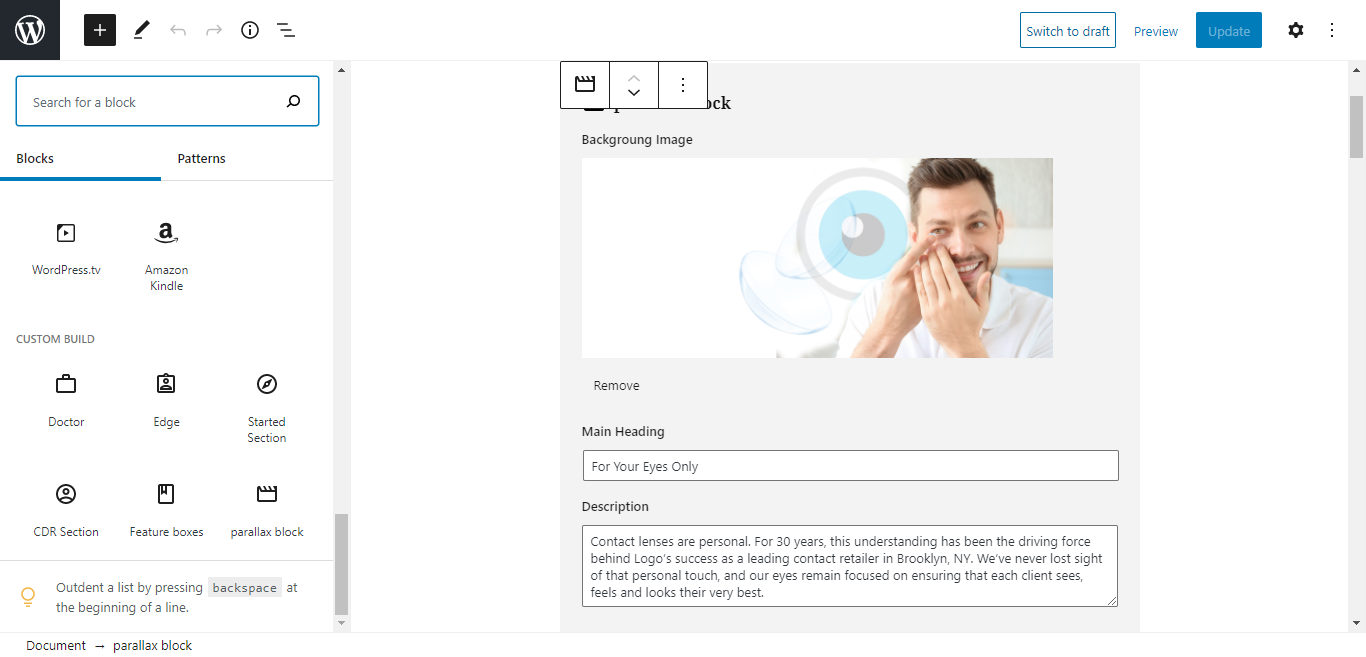 Switch to draft
Preview
Update
Search for a block
Blocks
Patterns
WordPress.tv
Amazon
Kindle
CUSTOM BUILD
Doctor
Edge
Started
Section
CDR Section
Feature boxes
parallax block
Outdent a list by pressing backspace at
the beginning of a line.
Backgroung Image
Remove
Main Heading
For Your Eyes Only
Description
Contact lenses are personal. For 30 years, this understanding has been the driving force
behind Logo's success as a leading contact retailer in Brooklyn, NY. We've never lost sight
of that personal touch, and our eyes remain focused on ensuring that each client sees,
feels and looks their very best.
Document → parallax block